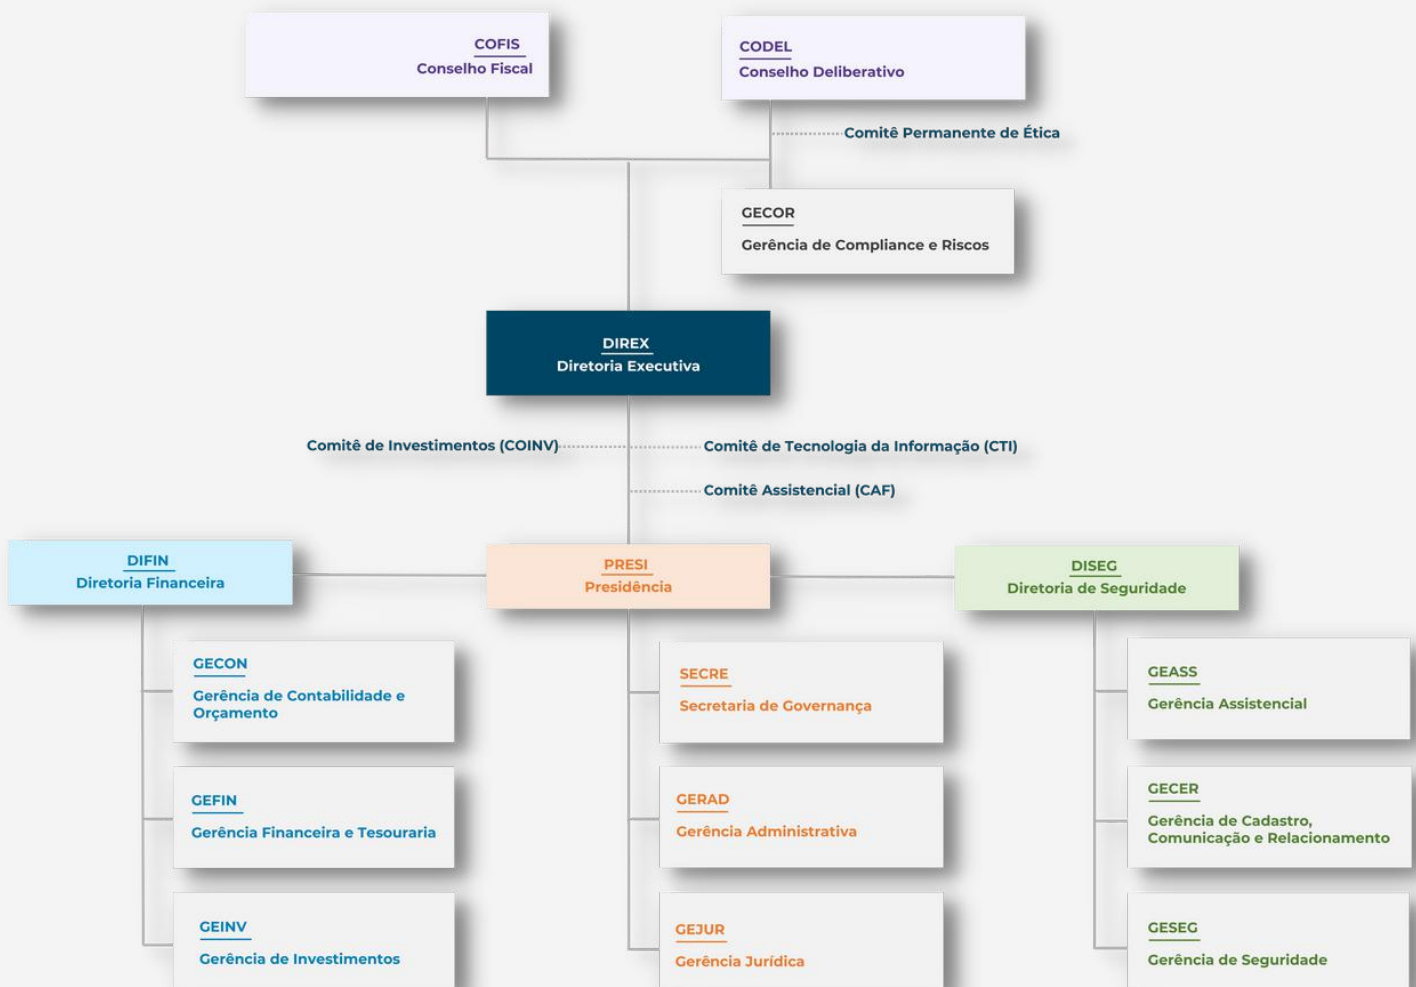 COFIS
Conselho Fiscal
CODEL
Conselho Deliberativo
Comitê Permanente de Ética
GECOR
Gerência de Compliance e Riscos
DIREX
Diretoria Executiva
Comitê de Investimentos (COINV)
Comitê de Tecnologia da Informação (CTI)
Comitê Assistencial (CAF)
DIFIN
Diretoria Financeira
PRESI
Presidência
DISEG
Diretoria de Seguridade
GECON
Gerência de Contabilidade e
Orçamento
SECRE
Secretaria de Governança
GEASS
Gerência Assistencial
GEFIN
Gerência Financeira e Tesouraria
GERAD
Gerência Administrativa
GECER
Gerência de Cadastro,
Comunicação e Relacionamento
GEINV
Gerência de Investimentos
GEJUR
Gerência Jurídica
GESEG
Gerência de Seguridade